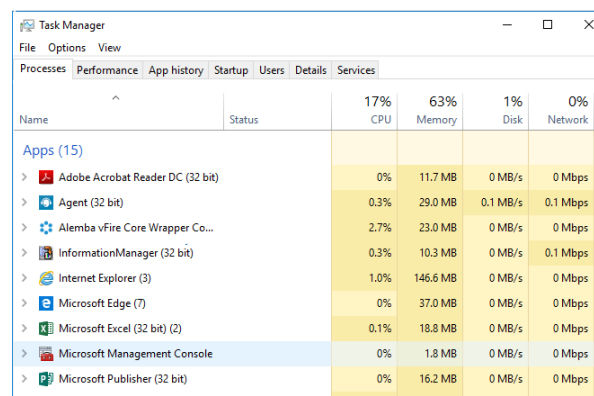 Task Manager
File Options View
Processes Performance App history Startup Users Details Services
17% 63% 1% 0%
Name Status CPU Memory Disk Network
Apps (15)
Adobe Acrobat Reader DC (32 bit) 0% 11.7 MB 0 MB/s 0 Mbps
Agent (32 bit) 0.3% 29.0 MB 0.1 MB/s 0.1 Mbps
Alemba vFire Core Wrapper Co... 2.7% 23.0 MB 0 MB/s 0 Mbps
InformationManager (32 bit) 0.3% 10.3 MB 0 MB/s 0.1 Mbps
Internet Explorer (3) 1.0% 146.6 MB 0 MB/s 0 Mbps
Microsoft Edge (7) 0% 37.0 MB 0 MB/s 0 Mbps
Microsoft Excel (32 bit) (2) 0.1% 18.8 MB 0 MB/s 0 Mbps
Microsoft Management Console 0% 1.8 MB 0 MB/s 0 Mbps
Microsoft Publisher (32 bit) 0% 16.2 MB 0 MB/s 0 Mbps